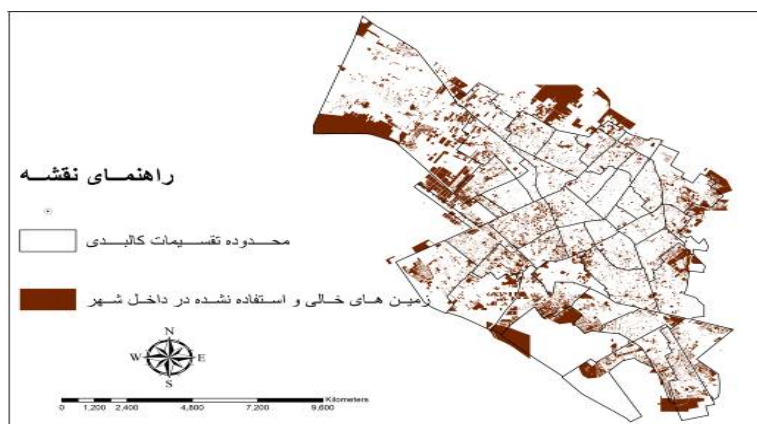 راهنمای نقشه
محدوده تقسیمات کالبدی
زمین های خالی و استفاده نشده در داخل شهر
N
W E
S
Kilometers
0 1,200 2,400 4,800 7,200 9,600